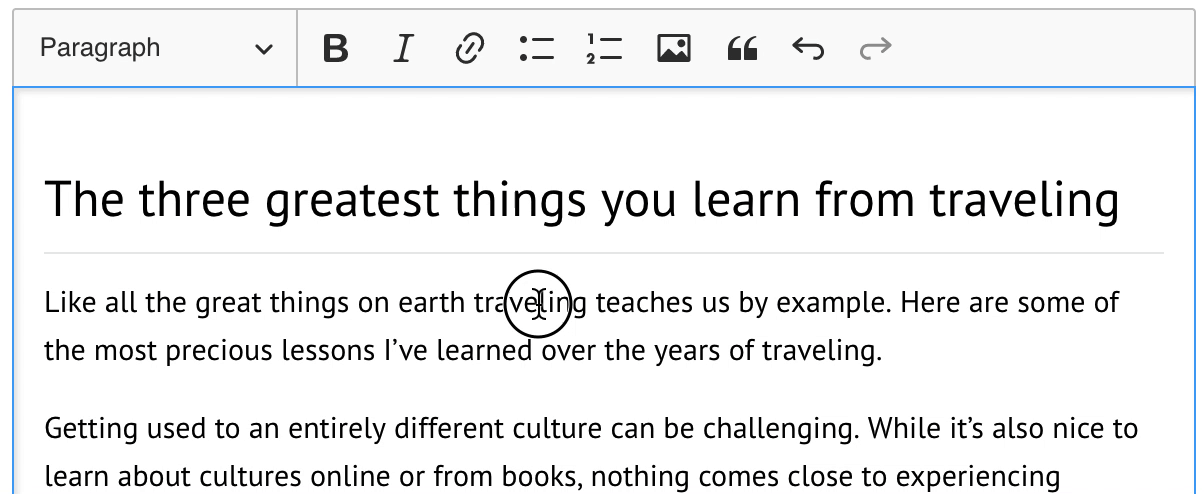 Paragraph
The three greatest things you learn from traveling
Like all the great things on earth traveling teaches us by example. Here are some of
the most precious lessons I’ve learned over the years of traveling.
Getting used to an entirely different culture can be challenging. While it’s also nice to
learn about cultures online or from books, nothing comes close to experiencing